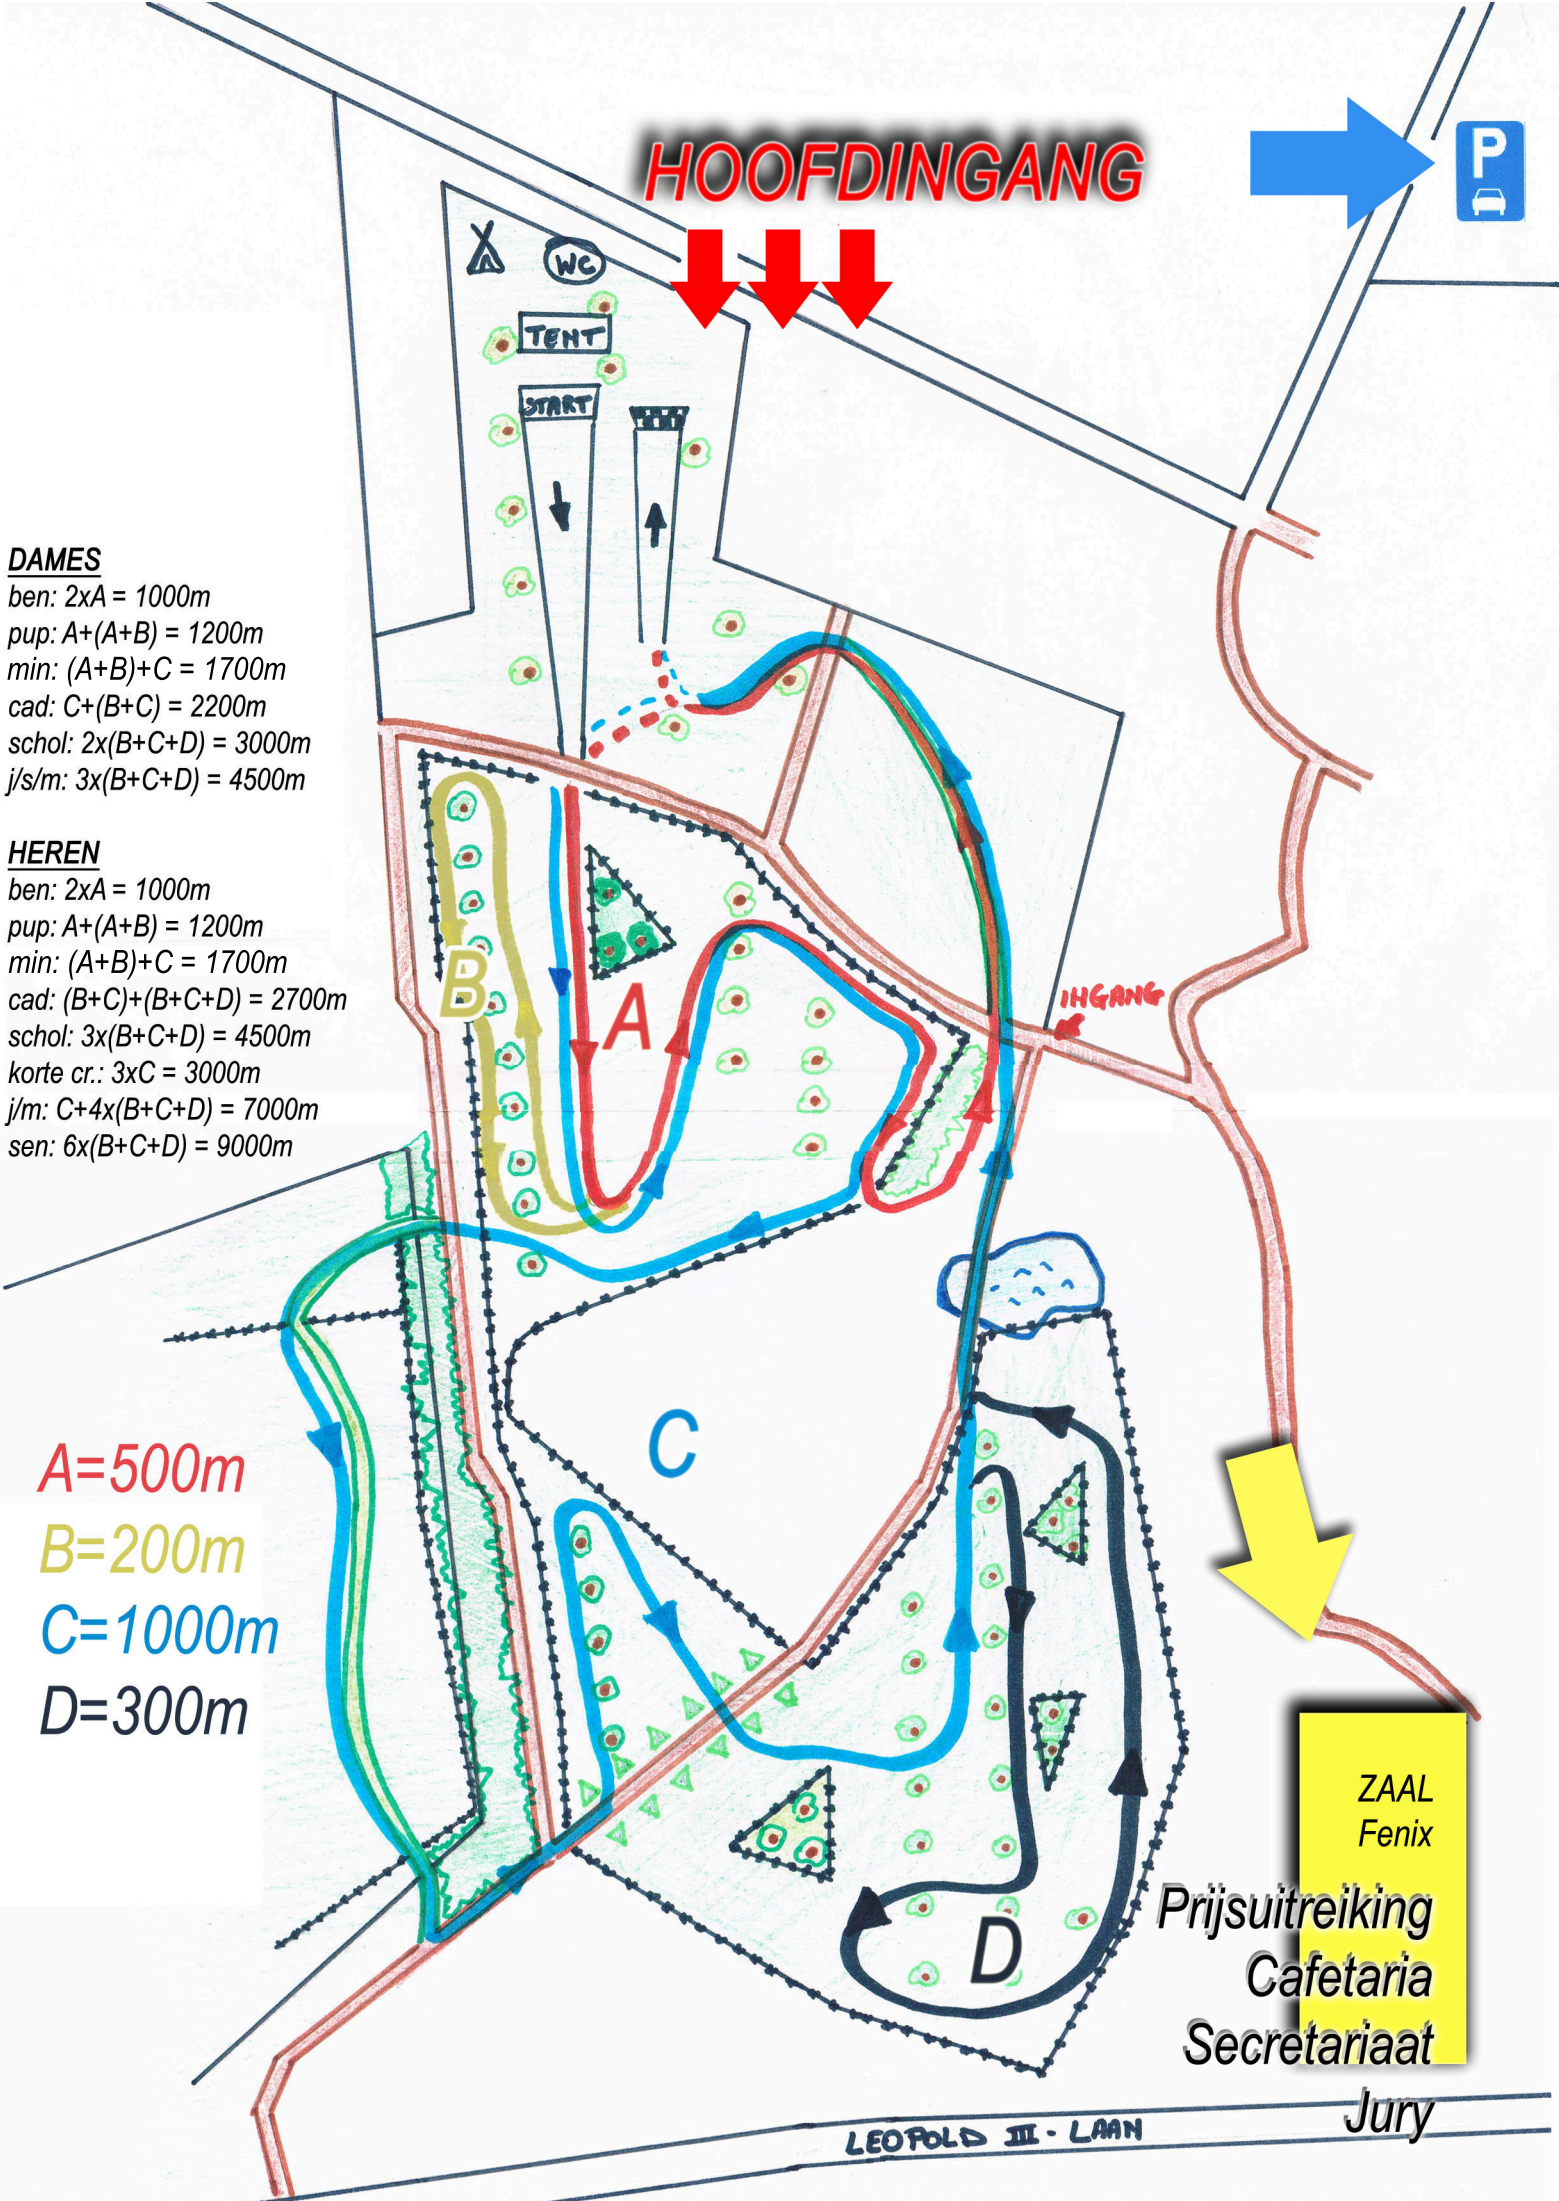 HOOFDINGANG
P
WC
TENT
START
DAMES
ben: 2xA = 1000m
pup: A+(A+B) = 1200m
min: (A+B)+C = 1700m
cad: C+(B+C) = 2200m
schol: 2x(B+C+D) = 3000m
j/s/m: 3x(B+C+D) = 4500m
HEREN
ben: 2xA = 1000m
pup: A+(A+B) = 1200m
min: (A+B)+C = 1700m
cad: (B+C)+(B+C+D) = 2700m
schol: 3x(B+C+D) = 4500m
korte cr.: 3xC = 3000m
j/m: C+4x(B+C+D) = 7000m
sen: 6x(B+C+D) = 9000m
B
A
INGANG
C
A=500m
B=200m
C=1000m
D=300m
D
ZAAL
Fenix
Prijsuitreiking
Cafetaria
Secretariaat
Jury
LEOPOLD III - LAAN